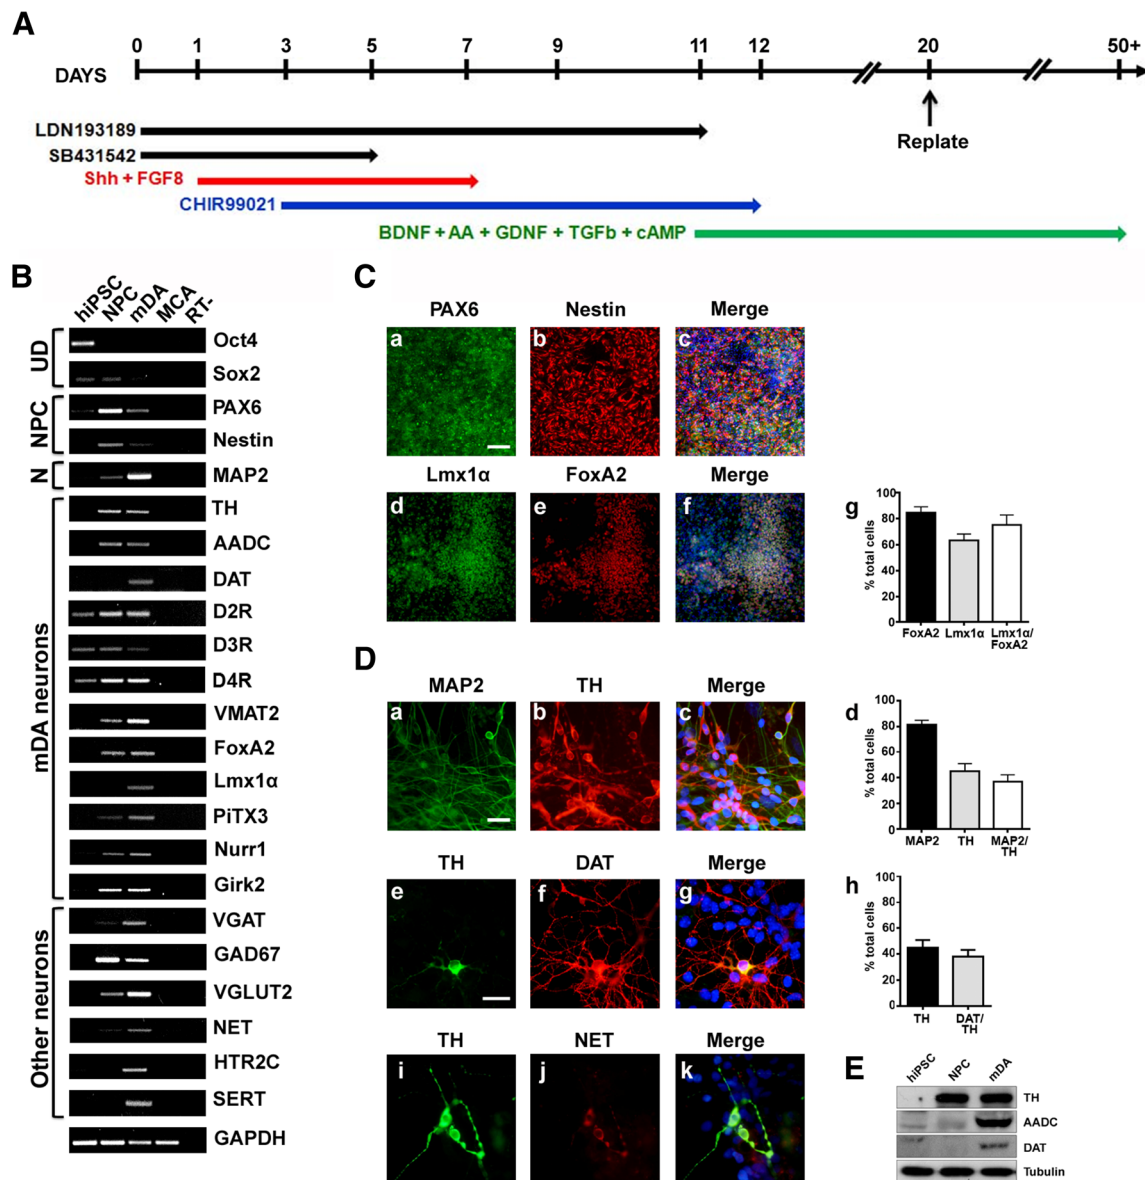 A
0 1 3 5 7 9 11 12 20 50+
DAYS
LDN193189
Replate
SB431542
Shh + FGF8
CHIR99021
BDNF + AA + GDNF + TGFb + cAMP
B
hiPSC NPC mDA MCA RT-
UD
Oct4
Sox2
NPC
PAX6
Nestin
N
MAP2
mDA neurons
TH
AADC
DAT
D2R
D3R
D4R
VMAT2
FoxA2
Lmx1α
PiTX3
Nurr1
Girk2
Other neurons
VGAT
GAD67
VGLUT2
NET
HTR2C
SERT
GAPDH
C
PAX6 Nestin Merge
a b c
Lmx1α FoxA2 Merge
d e f
g
% total cells
100
80
60
40
20
0
FoxA2 Lmx1α Lmx1α/
FoxA2
D
MAP2 TH Merge
a b c
d
% total cells
100
80
60
40
20
0
MAP2 TH MAP2/
TH
TH DAT Merge
e f g
h
% total cells
100
80
60
40
20
0
TH DAT/
TH
TH NET Merge
i j k
E
hiPSC NPC mDA
TH
AADC
DAT
Tubulin